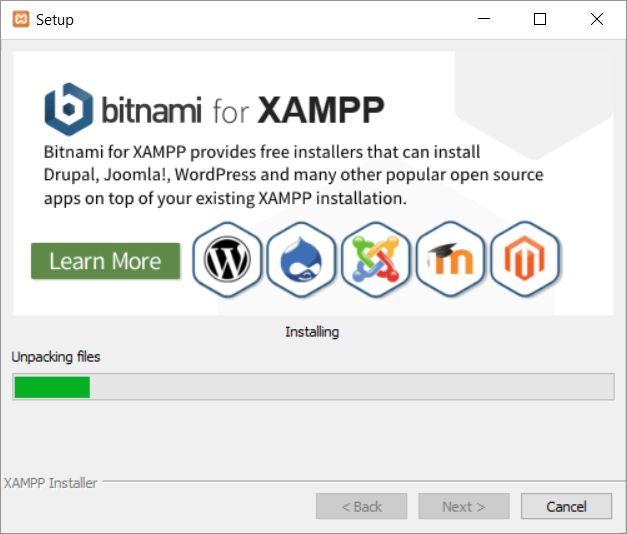 Setup
bitnami for XAMPP
Bitnami for XAMPP provides free installers that can install
Drupal, Joomla!, WordPress and many other popular open source
apps on top of your existing XAMPP installation.
Learn More
Installing
Unpacking files
XAMPP Installer
< Back
Next >
Cancel